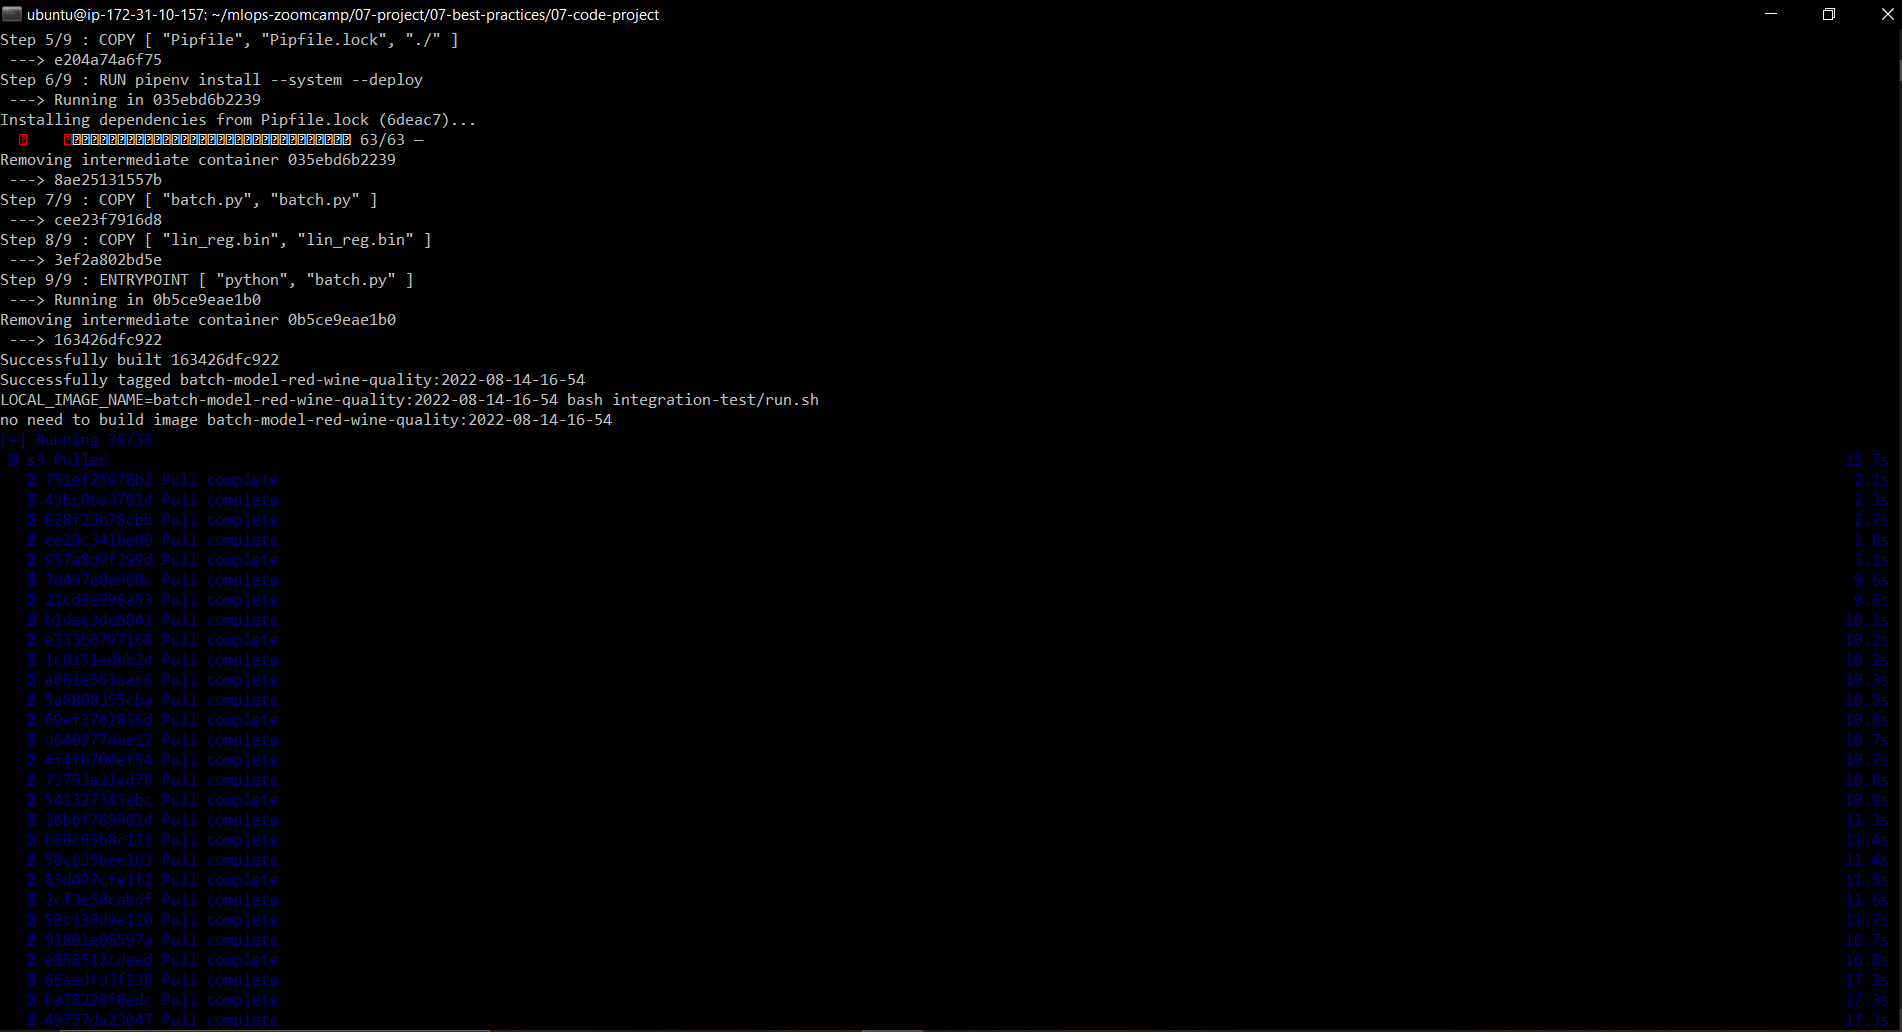 ubuntu@ip-172-31-10-157: ~/mlops-zoomcamp/07-project/07-best-practices/07-code-project
Step 5/9 : COPY [ "Pipfile", "Pipfile.lock", "./" ]
 ---> e204a74a6f75
Step 6/9 : RUN pipenv install --system --deploy
 ---> Running in 035ebd6b2239
Installing dependencies from Pipfile.lock (6deac7)...
63/63 —
Removing intermediate container 035ebd6b2239
 ---> 8ae25131557b
Step 7/9 : COPY [ "batch.py", "batch.py" ]
 ---> cee23f7916d8
Step 8/9 : COPY [ "lin_reg.bin", "lin_reg.bin" ]
 ---> 3ef2a802bd5e
Step 9/9 : ENTRYPOINT [ "python", "batch.py" ]
 ---> Running in 0b5ce9eae1b0
Removing intermediate container 0b5ce9eae1b0
 ---> 163426dfc922
Successfully built 163426dfc922
Successfully tagged batch-model-red-wine-quality:2022-08-14-16-54
LOCAL_IMAGE_NAME=batch-model-red-wine-quality:2022-08-14-16-54 bash integration-test/run.sh
no need to build image batch-model-red-wine-quality:2022-08-14-16-54
[+] Running 36/36
s3 Pulled 25.7s
751ef25978b2 Pull complete 2.1s
43bc0ba3761d Pull complete 2.3s
628f2db78cbb Pull complete 2.7s
ee29c3416e00 Pull complete 2.8s
957a8d9f299d Pull complete 3.1s
7d497e0e960c Pull complete 9.6s
21cd0e996a53 Pull complete 9.6s
b1dee3de6841 Pull complete 10.1s
e333b0797168 Pull complete 10.2s
1c0151edbb2d Pull complete 10.2s
a061e561aac6 Pull complete 10.3s
5a8808355cba Pull complete 10.5s
69ef3762036d Pull complete 10.6s
d640977dae12 Pull complete 10.7s
4f4fb700ef54 Pull complete 10.7s
73793a21ed78 Pull complete 10.8s
541327343ebc Pull complete 10.9s
26bbf789961d Pull complete 11.3s
b60c65b8c171 Pull complete 11.4s
50c635bee163 Pull complete 11.4s
83d497cfe1f2 Pull complete 11.5s
2cf3e50cabdf Pull complete 11.6s
50c130d9e110 Pull complete 11.7s
91801e08597a Pull complete 16.7s
e858512cdeed Pull complete 16.8s
66aedfd3f238 Pull complete 17.2s
ba78228f0edc Pull complete 17.3s
49757da23047 Pull complete 17.3s